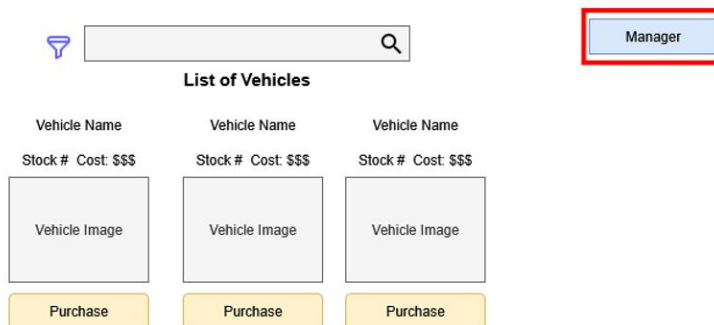 Manager
List of Vehicles
Vehicle Name Vehicle Name Vehicle Name
Stock # Cost: $$$ Stock # Cost: $$$ Stock # Cost: $$$
Vehicle Image Vehicle Image Vehicle Image
Purchase Purchase Purchase